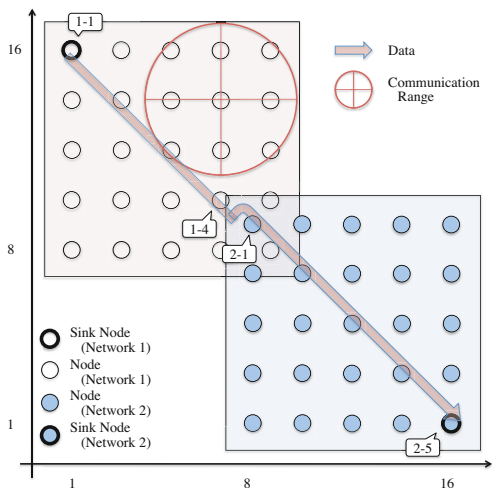 1-1
16
Data
Communication
Range
1-4
2-1
8
Sink Node
(Network 1)
Node
(Network 1)
Node
(Network 2)
Sink Node
(Network 2)
1
2-5
1
8
16